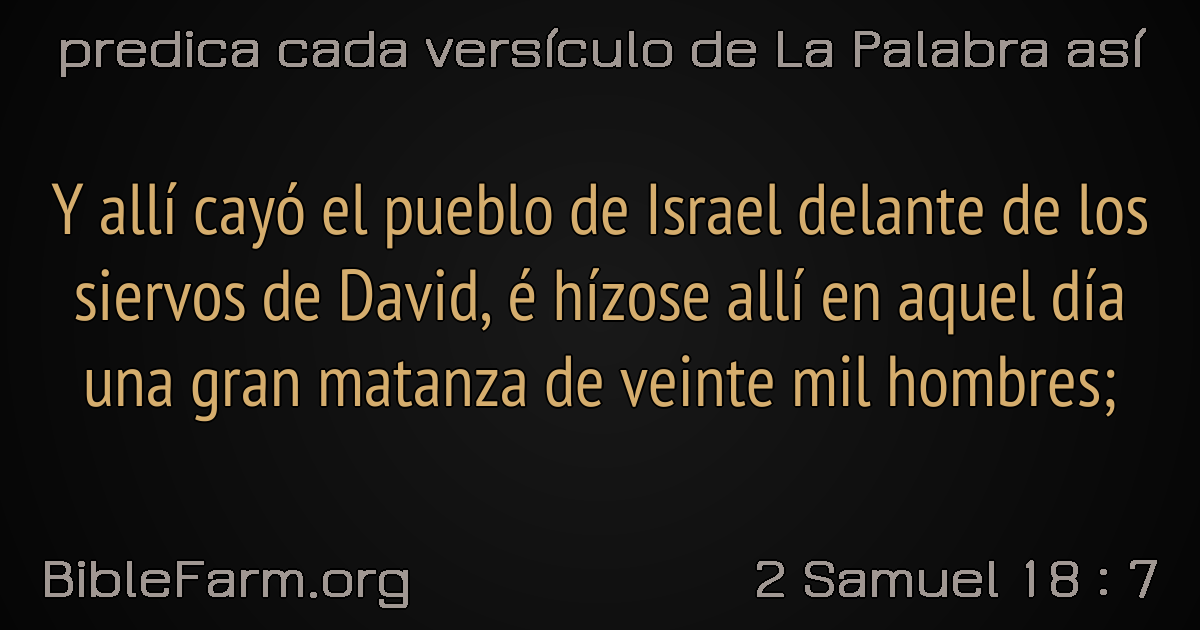 predica cada versículo de La Palabra así
Y allí cayó el pueblo de Israel delante de los
siervos de David, é hízose allí en aquel día
una gran matanza de veinte mil hombres;
BibleFarm.org
2 Samuel 18 : 7